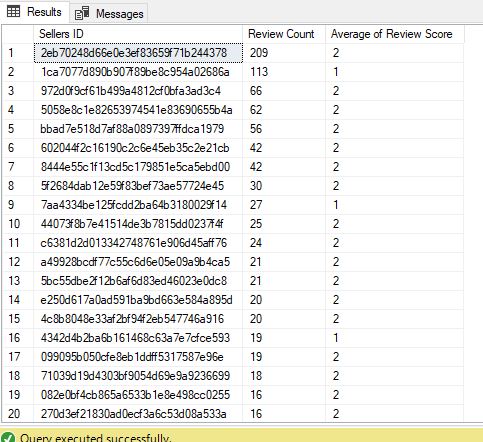 Results Messages
Sellers ID Review Count Average of Review Score
1 2eb70248d66e0e3ef83659f71b244378 209 2
2 1ca7077d890b907f89be8c954a02686a 113 1
3 972d0f9cf61b499a4812cf0bfa3ad3c4 66 2
4 5058e8c1e82653974541e83690655b4a 62 2
5 bbad7e518d7af88a0897397ffdca1979 56 2
6 602044f2c16190c2c6e45eb35c2e21cb 42 2
7 8444e55c1f13cd5c179851e5ca5ebd00 42 2
8 5f2684dab12e59f83bef73ae57724e45 30 2
9 7aa4334be125fcdd2ba64b3180029f14 27 1
10 44073f8b7e41514de3b7815dd0237f4f 25 2
11 c6381d2d013342748761e906d45aff76 24 2
12 a49928bcdf77c55c6d6e05e09a9b4ca5 21 2
13 5bc55dbe2f12b6af6d83ed46023e0dc8 21 2
14 e250d617a0ad591ba9bd663e584a895d 20 2
15 4c8b8048e33af2bf94f2eb547746a916 20 2
16 4342d4b2ba6b161468c63a7e7cfce593 19 1
17 099095b050cfe8eb1ddff5317587e96e 19 2
18 71039d19d4303bf9054d69e9a9236699 18 2
19 082e0bf4cb865a6533b1e8e498cc0255 16 2
20 270d3ef21830ad0ecf3a6c53d08a533a 16 2
Query executed successfully.